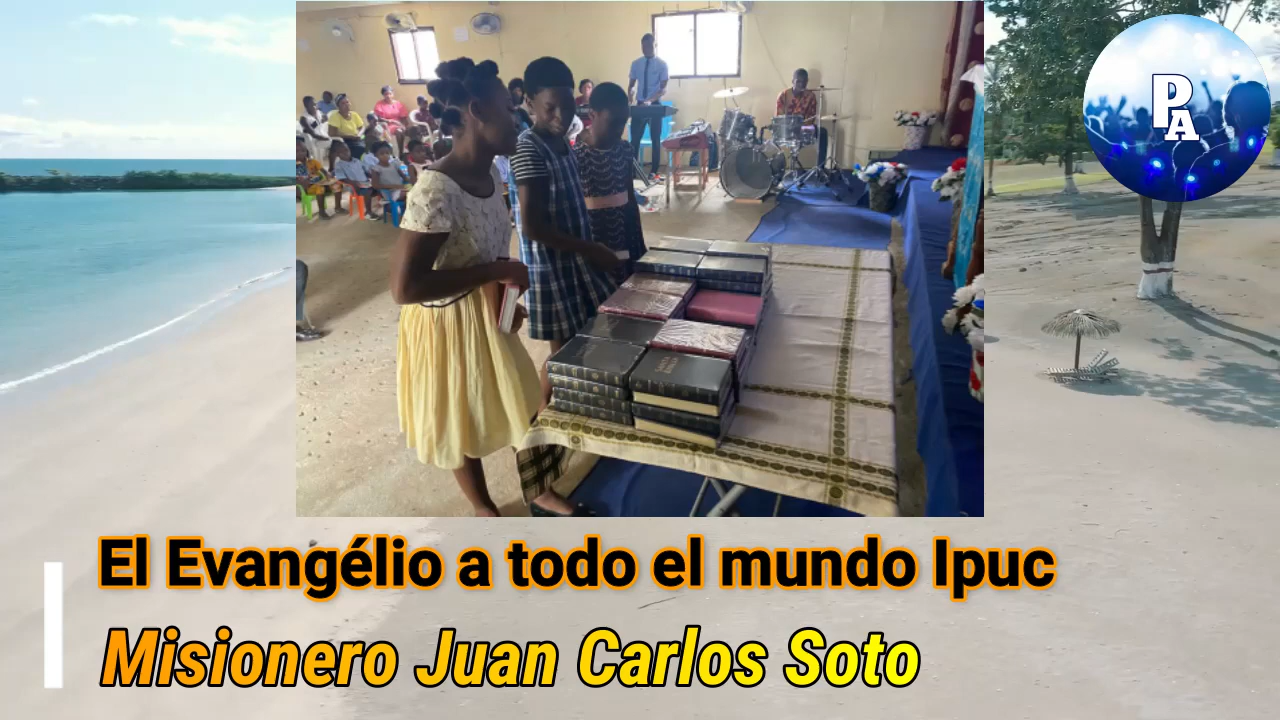 PA
El Evangélio a todo el mundo Ipuc
Misionero Juan Carlos Soto